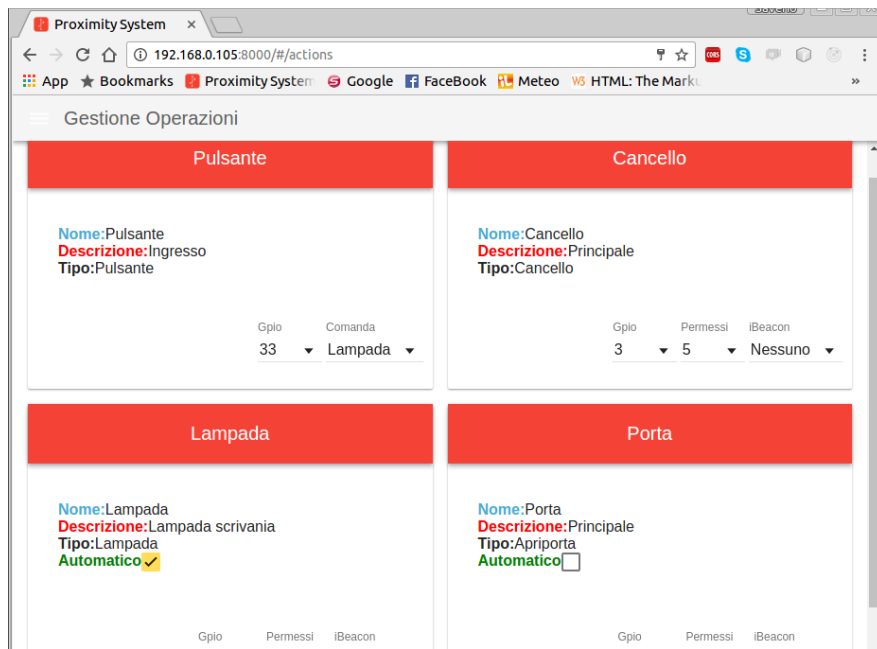 Saverio
Proximity System
192.168.0.105:8000/#/actions
CORS
App Bookmarks Proximity System Google FaceBook Meteo W3 HTML: The Marku »
Gestione Operazioni
Pulsante
Nome:Pulsante
Descrizione:Ingresso
Tipo:Pulsante
Gpio Comanda
33 Lampada
Cancello
Nome:Cancello
Descrizione:Principale
Tipo:Cancello
Gpio Permessi iBeacon
3 5 Nessuno
Lampada
Nome:Lampada
Descrizione:Lampada scrivania
Tipo:Lampada
Automatico
Gpio Permessi iBeacon
Porta
Nome:Porta
Descrizione:Principale
Tipo:Apriporta
Automatico
Gpio Permessi iBeacon